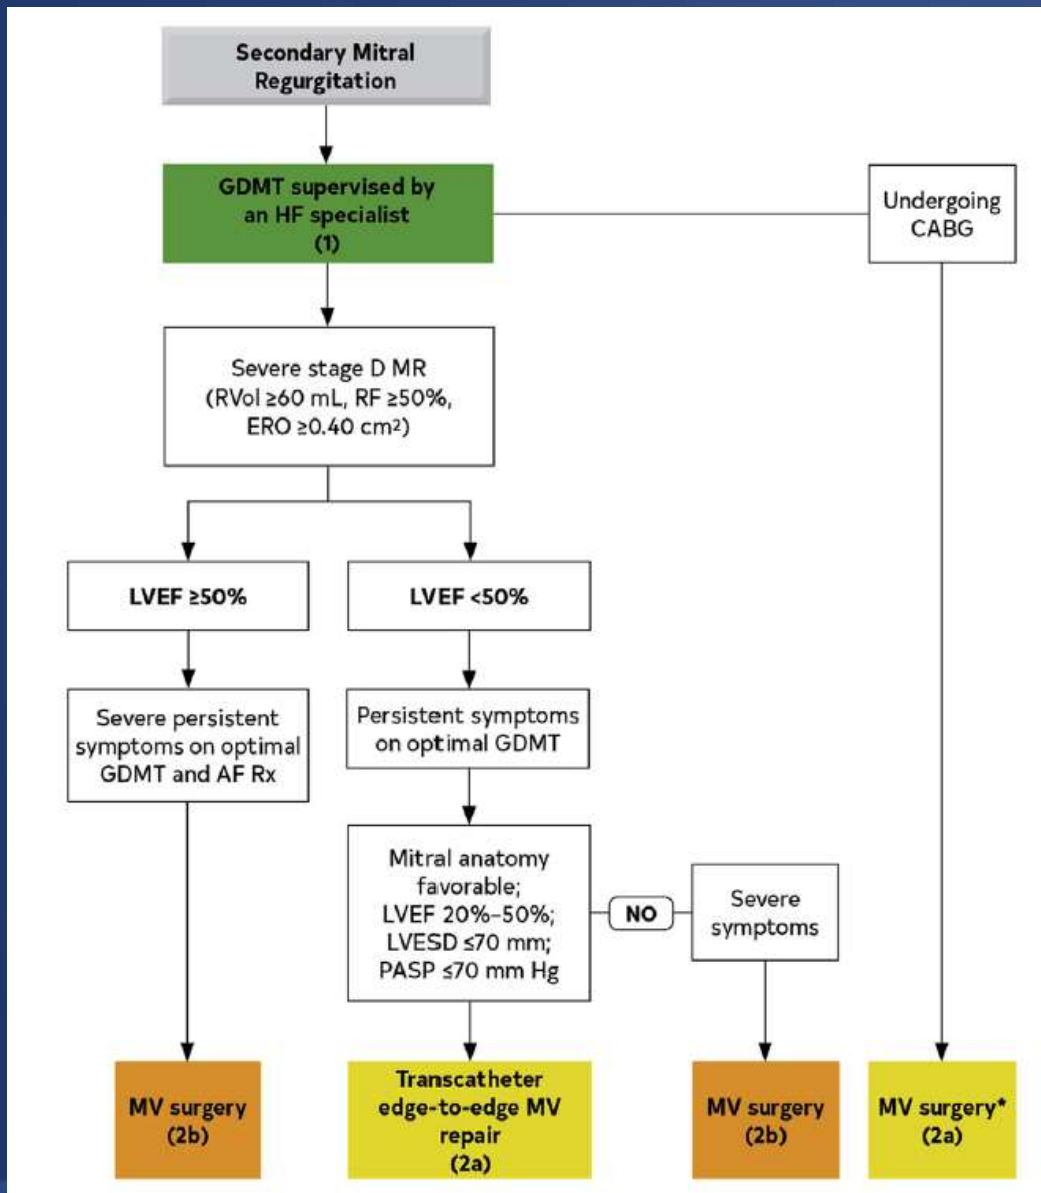 Secondary Mitral
Regurgitation
GDMT supervised by
an HF specialist
(1)
Undergoing
CABG
Severe stage D MR
(RVol ≥60 mL, RF ≥50%,
ERO ≥0.40 cm²)
LVEF ≥50%
LVEF <50%
Severe persistent
symptoms on optimal
GDMT and AF Rx
Persistent symptoms
on optimal GDMT
Mitral anatomy
favorable;
LVEF 20%–50%;
LVESD ≤70 mm;
PASP ≤70 mm Hg
NO
Severe
symptoms
MV surgery
(2b)
Transcatheter
edge-to-edge MV
repair
(2a)
MV surgery
(2b)
MV surgery*
(2a)